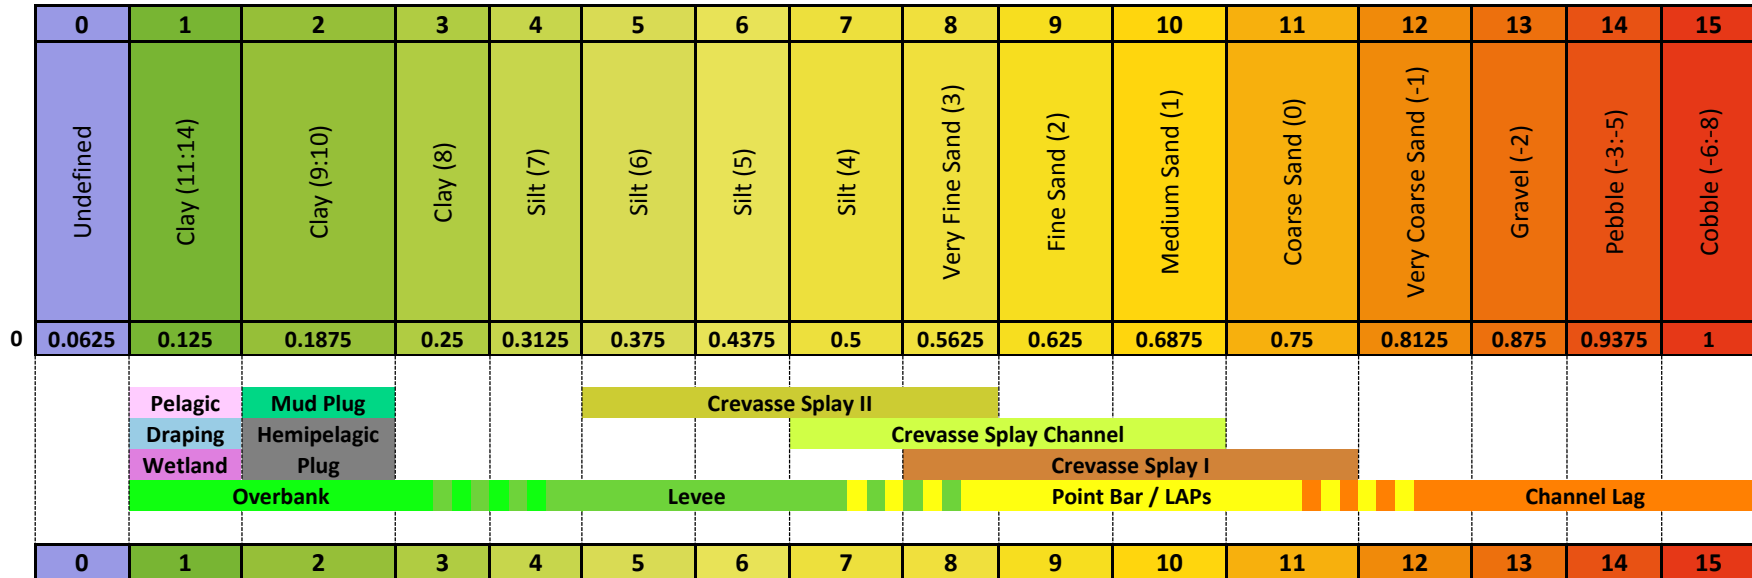 0 1 2 3 4 5 6 7 8 9 10 11 12 13 14 15
Undefined
Clay (11:14)
Clay (9:10)
Clay (8)
Silt (7)
Silt (6)
Silt (5)
Silt (4)
Very Fine Sand (3)
Fine Sand (2)
Medium Sand (1)
Coarse Sand (0)
Very Coarse Sand (-1)
Gravel (-2)
Pebble (-3:-5)
Cobble (-6:-8)
0 0.0625 0.125 0.1875 0.25 0.3125 0.375 0.4375 0.5 0.5625 0.625 0.6875 0.75 0.8125 0.875 0.9375 1
Pelagic Mud Plug Crevasse Splay II
Draping Hemipelagic Crevasse Splay Channel
Wetland Plug Crevasse Splay I
Overbank Levee Point Bar / LAPs Channel Lag
0 1 2 3 4 5 6 7 8 9 10 11 12 13 14 15